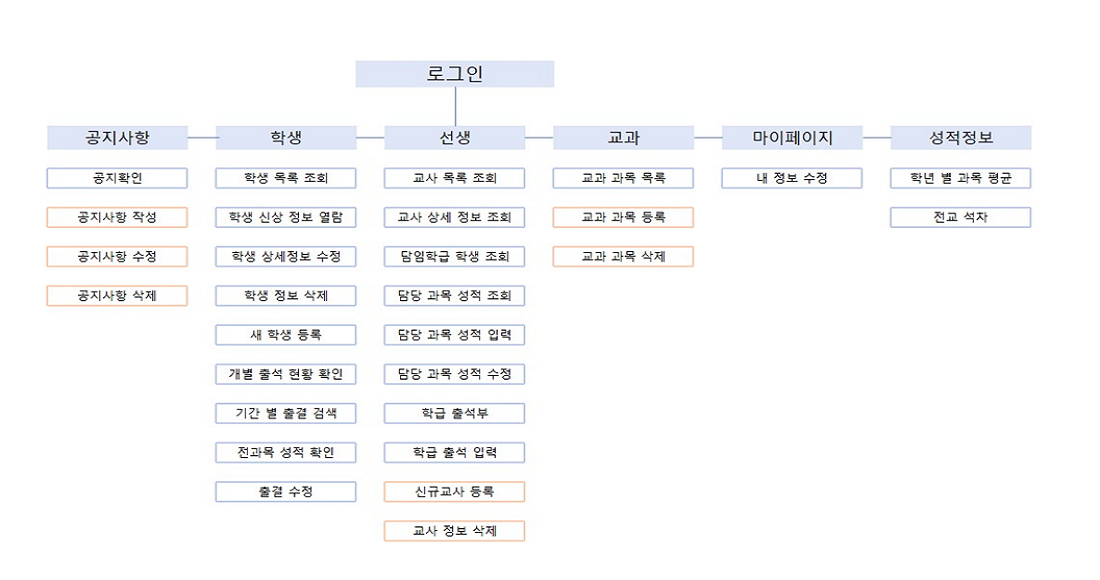 로그인
공지사항
학생
선생
교과
마이페이지
성적정보
공지확인
학생 목록 조회
교사 목록 조회
교과 과목 목록
내 정보 수정
학년 별 과목 평균
공지사항 작성
학생 신상 정보 열람
교사 상세 정보 조회
교과 과목 등록
전교 석차
공지사항 수정
학생 상세정보 수정
담임학급 학생 조회
교과 과목 삭제
공지사항 삭제
학생 정보 삭제
담당 과목 성적 조회
새 학생 등록
담당 과목 성적 입력
개별 출석 현황 확인
담당 과목 성적 수정
기간 별 출결 검색
학급 출석부
전과목 성적 확인
학급 출석 입력
출결 수정
신규교사 등록
교사 정보 삭제